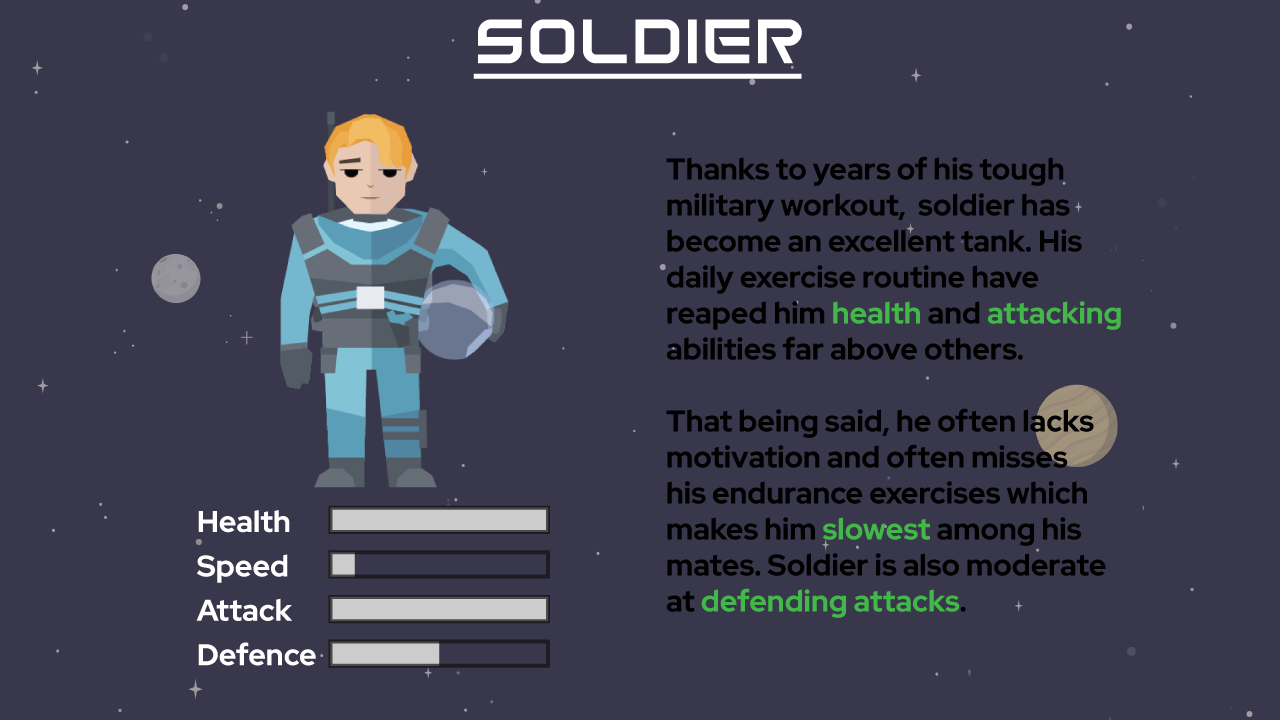 SOLDIER
Thanks to years of his tough
military workout,  soldier has
become an excellent tank. His
daily exercise routine have
reaped him health and attacking
abilities far above others.
That being said, he often lacks
motivation and often misses
his endurance exercises which
makes him slowest among his
mates. Soldier is also moderate
at defending attacks.
Health
Speed
Attack
Defence